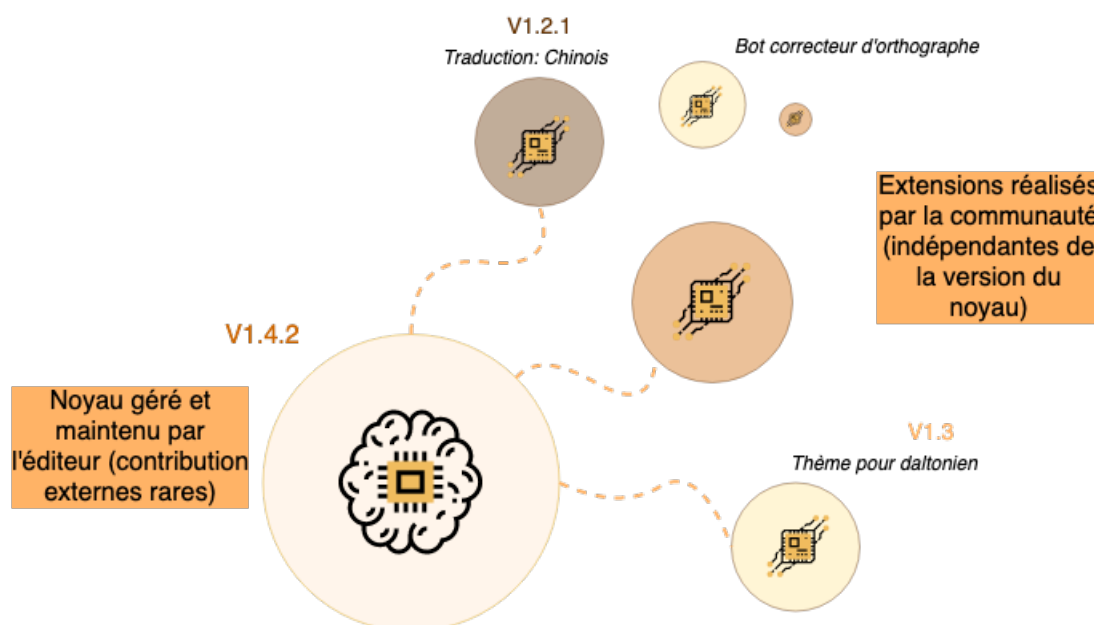 V1.2.1
Traduction: Chinois
Bot correcteur d'orthographe
Extensions réalisés
par la communauté
(indépendantes de
la version du
noyau)
V1.4.2
Noyau géré et
maintenu par
l'éditeur (contribution
externes rares)
V1.3
Thème pour daltonien